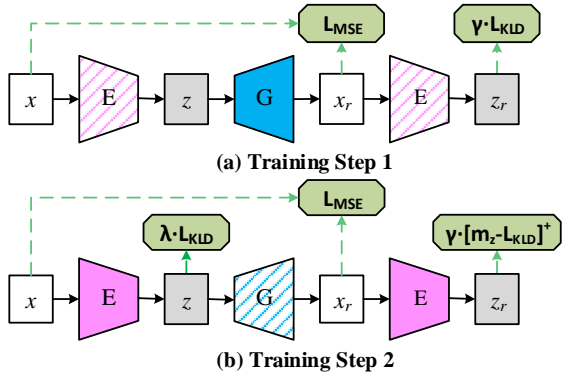 L_MSE γ·L_KLD
x E z G x_r E z_r
(a) Training Step 1
L_MSE
λ·L_KLD γ·[m_z-L_KLD]^+
x E z G x_r E z_r
(b) Training Step 2